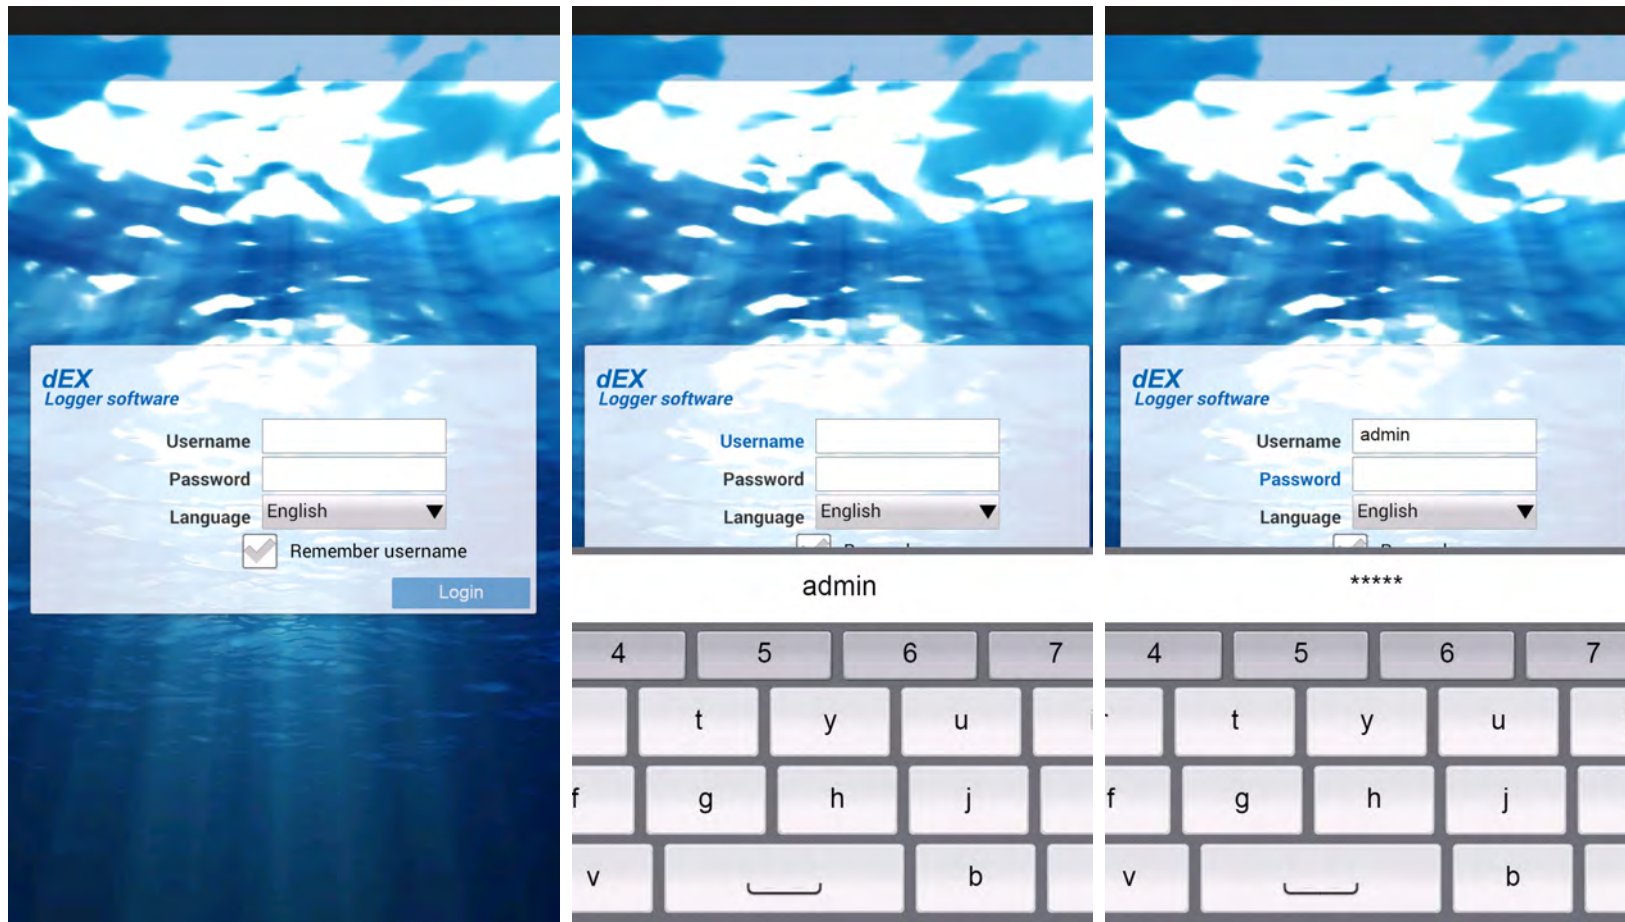 dEX
Logger software
Username
Password
Language English
Remember username
Login
dEX
Logger software
Username
Password
Language English
admin
4 5 6 7
t y u
f g h j
v b
dEX
Logger software
Username admin
Password
Language English
*****
4 5 6 7
t y u
f g h j
v b